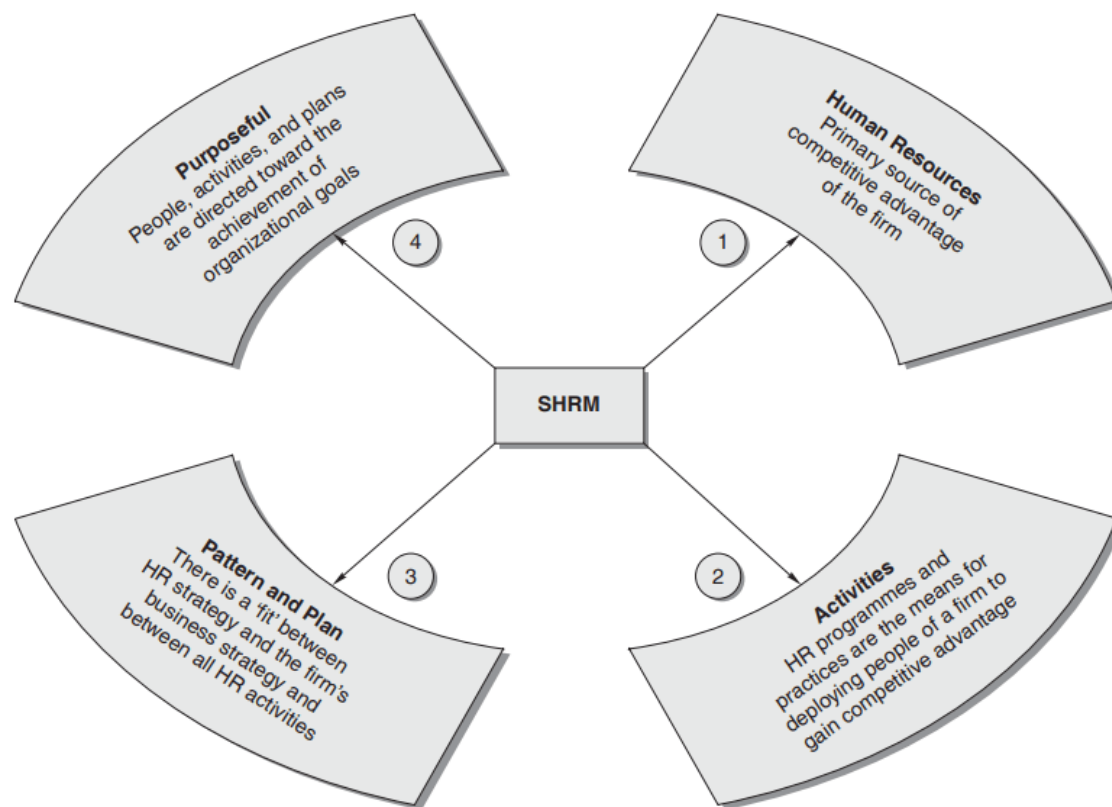 Purposeful
People, activities, and plans
are directed toward the
achievement of
organizational goals
4
Human Resources
Primary source of
competitive advantage
of the firm
1
SHRM
Pattern and Plan
There is a ‘fit’ between
HR strategy and the firm’s
business strategy and
between all HR activities
3
Activities
HR programmes and
practices are the means for
deploying people of a firm to
gain competitive advantage
2